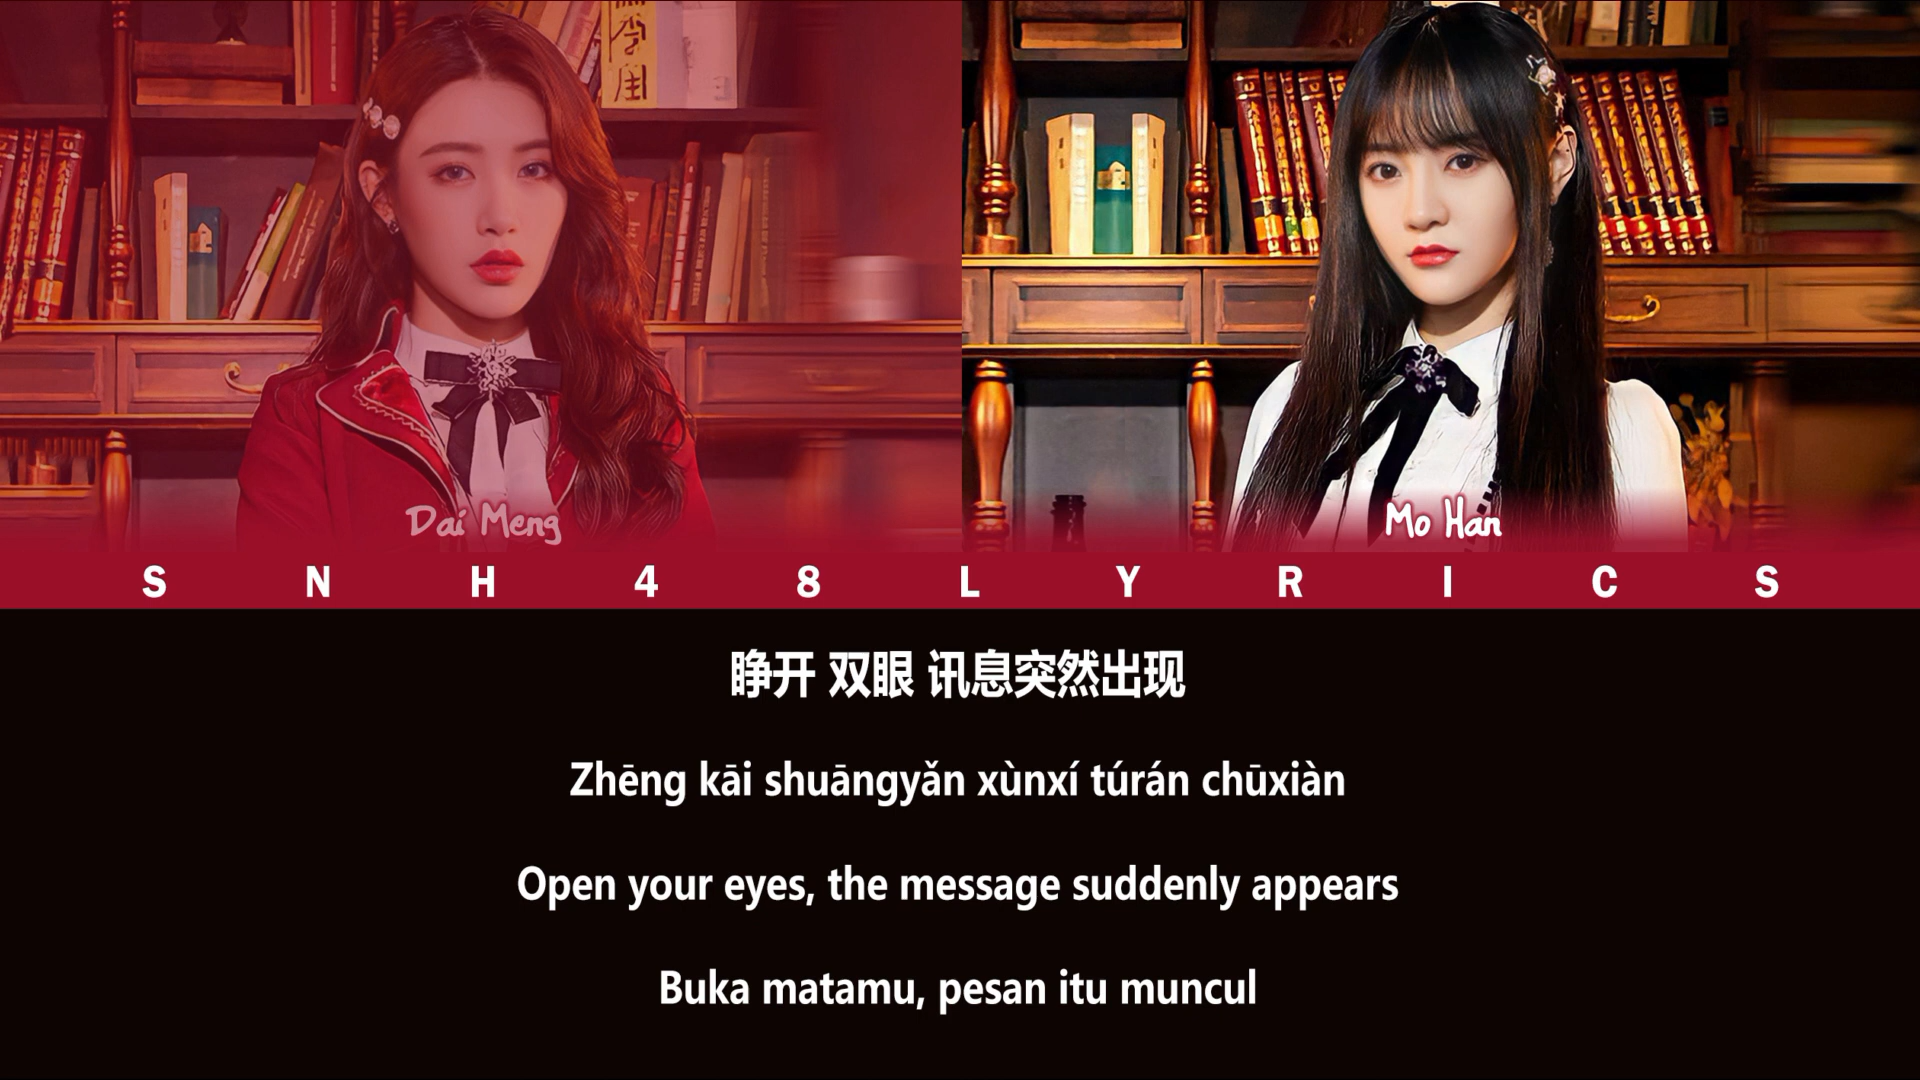 Dai Meng
Mo Han
S N H 4 8 L Y R I C S
睁开 双眼 讯息突然出现
Zhēng kāi shuāngyǎn xùnxí túrán chūxiàn
Open your eyes, the message suddenly appears
Buka matamu, pesan itu muncul